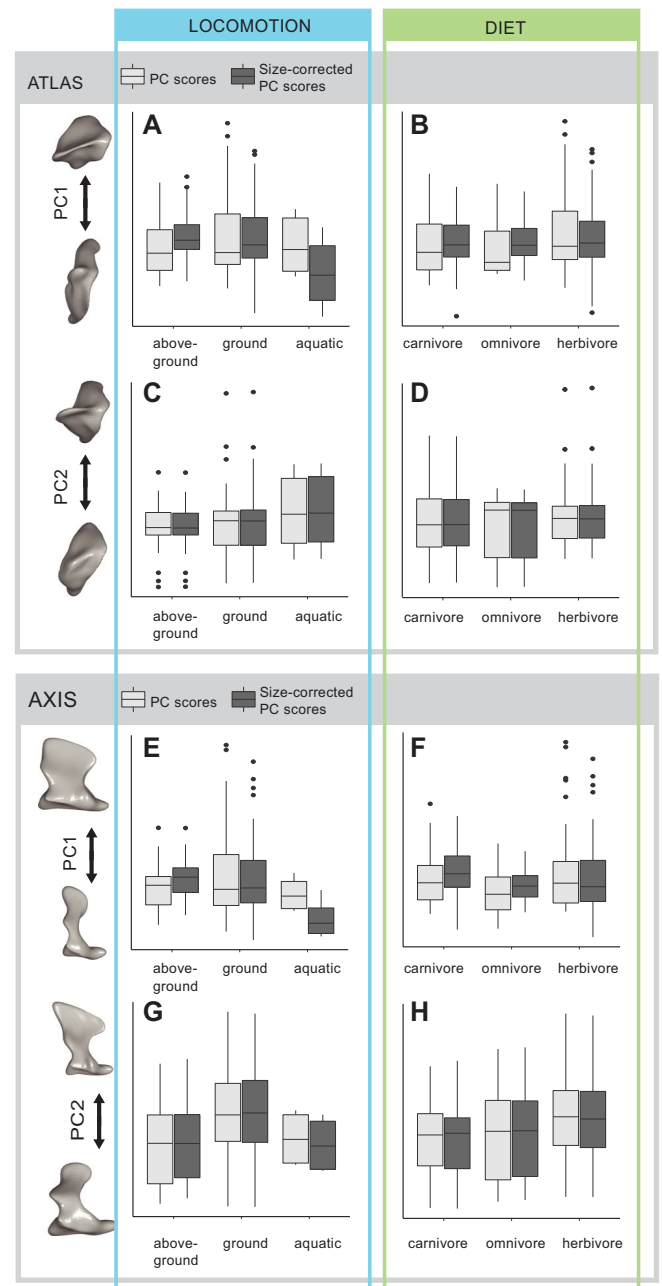 LOCOMOTION
DIET
ATLAS
PC scores
Size-corrected
PC scores
A
B
PC1
above-
ground
ground
aquatic
carnivore
omnivore
herbivore
C
D
PC2
above-
ground
ground
aquatic
carnivore
omnivore
herbivore
AXIS
PC scores
Size-corrected
PC scores
E
F
PC1
above-
ground
ground
aquatic
carnivore
omnivore
herbivore
G
H
PC2
above-
ground
ground
aquatic
carnivore
omnivore
herbivore